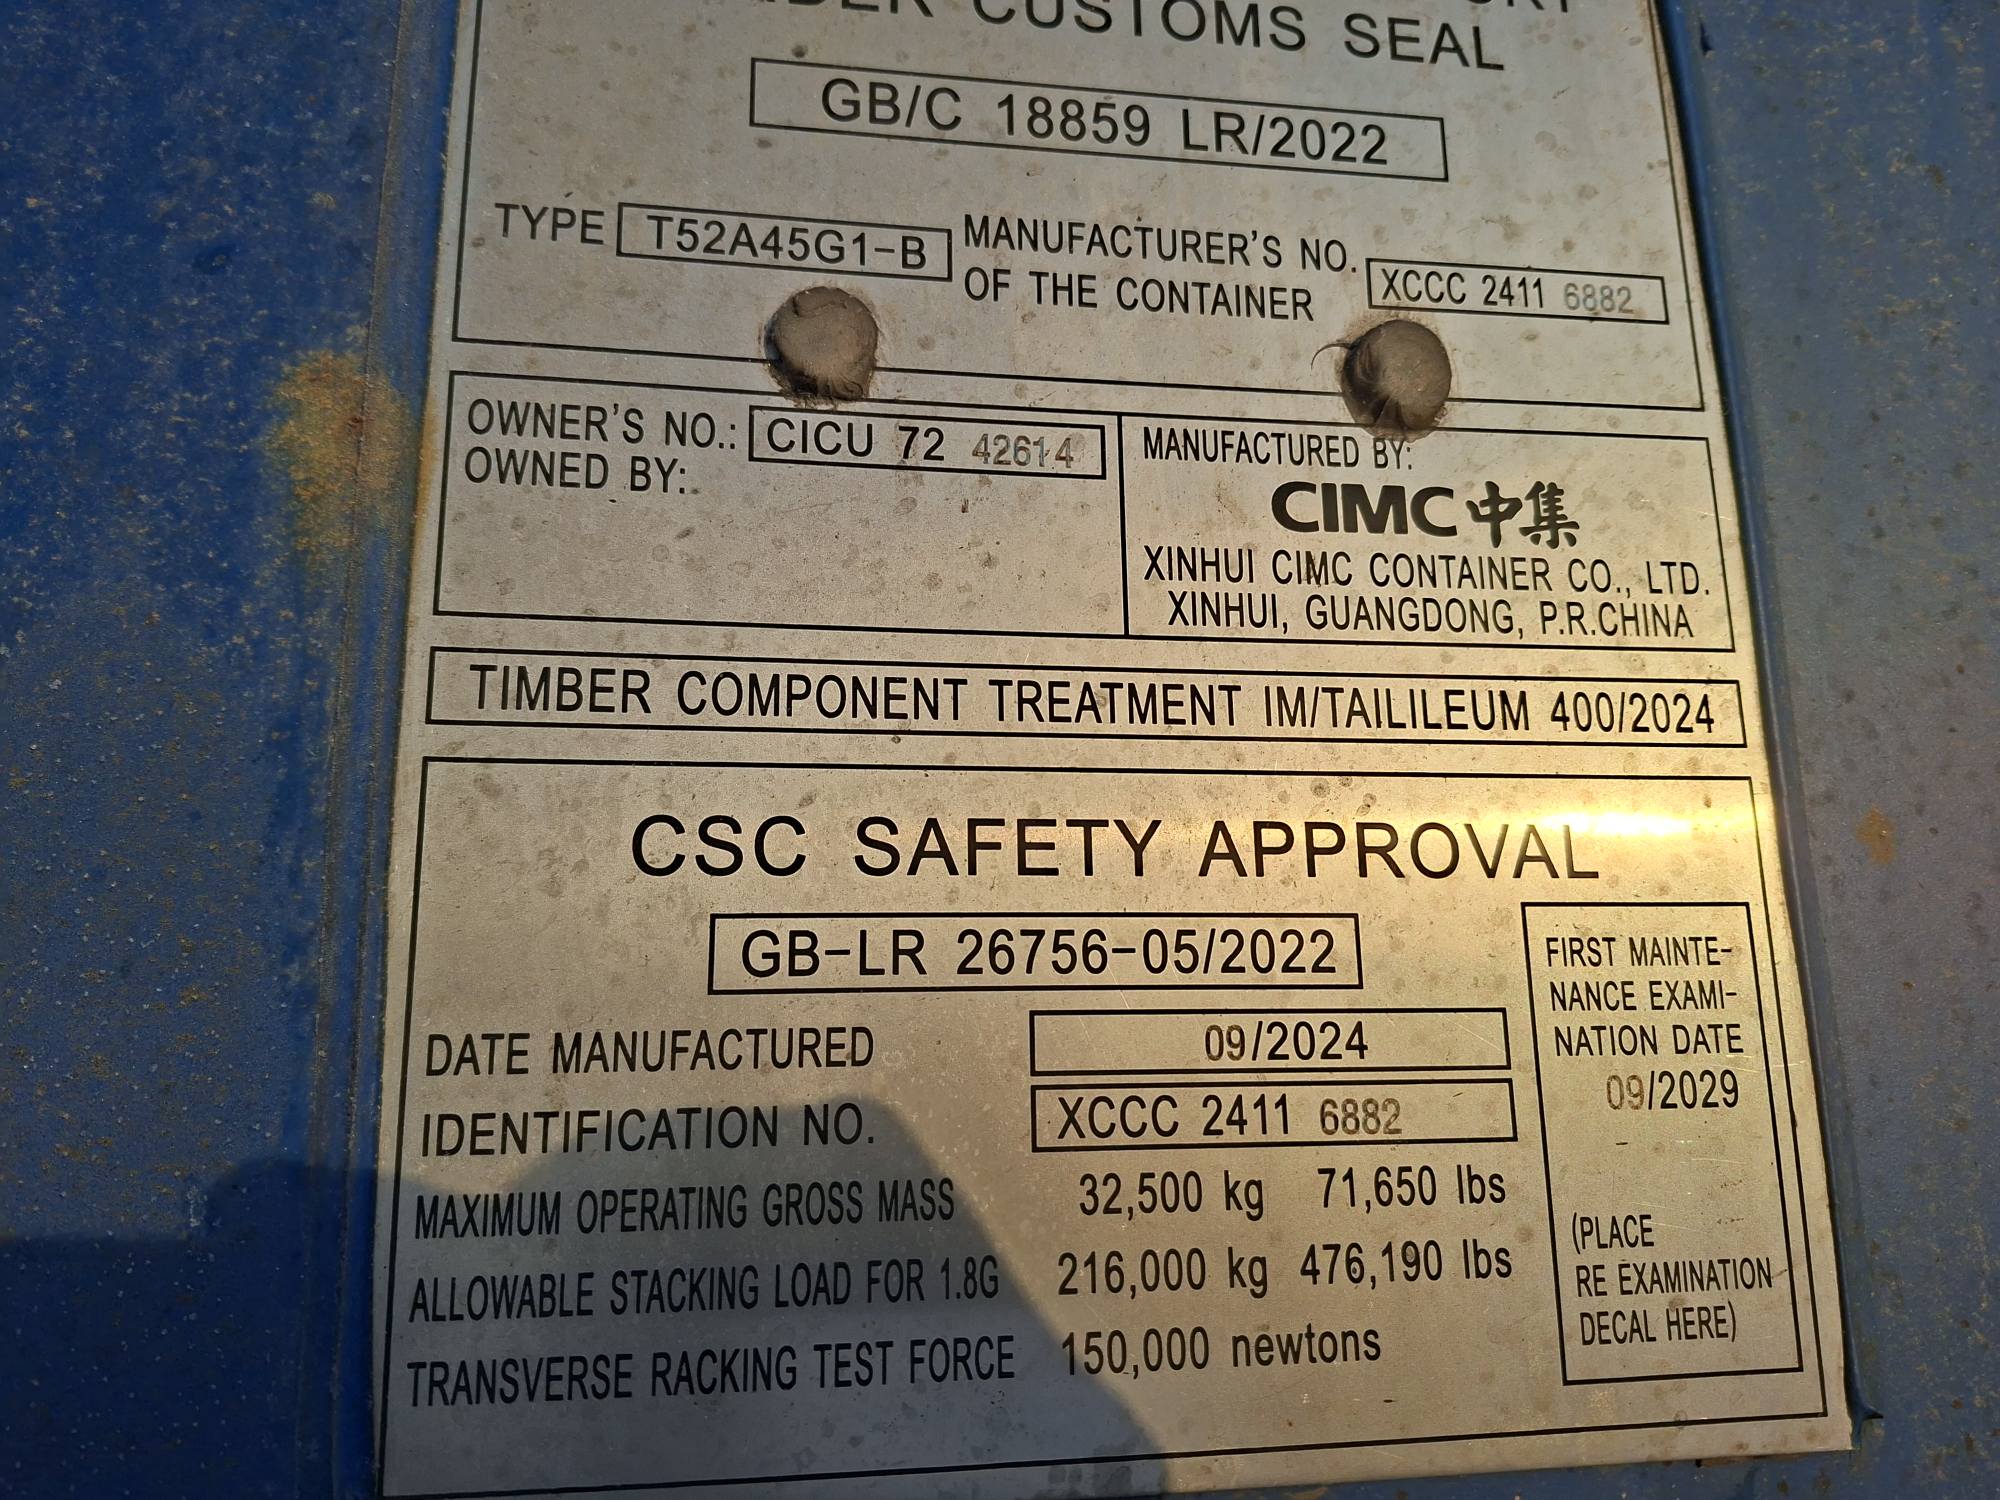 CUSTOMS SEAL
GB/C 18859 LR/2022
TYPE T52A45G1-B MANUFACTURER'S NO. OF THE CONTAINER XCCC 2411 6882
OWNER'S NO.: CICU 72 42614
OWNED BY:
MANUFACTURED BY:
CIMC 中集
XINHUI CIMC CONTAINER CO., LTD.
XINHUI, GUANGDONG, P.R.CHINA
TIMBER COMPONENT TREATMENT IM/TAILILEUM 400/2024
CSC SAFETY APPROVAL
GB-LR 26756-05/2022
DATE MANUFACTURED 09/2024
IDENTIFICATION NO. XCCC 2411 6882
MAXIMUM OPERATING GROSS MASS 32,500 kg 71,650 lbs
ALLOWABLE STACKING LOAD FOR 1.8G 216,000 kg 476,190 lbs
TRANSVERSE RACKING TEST FORCE 150,000 newtons
FIRST MAINTE-
NANCE EXAMI-
NATION DATE
09/2029
(PLACE
RE EXAMINATION
DECAL HERE)